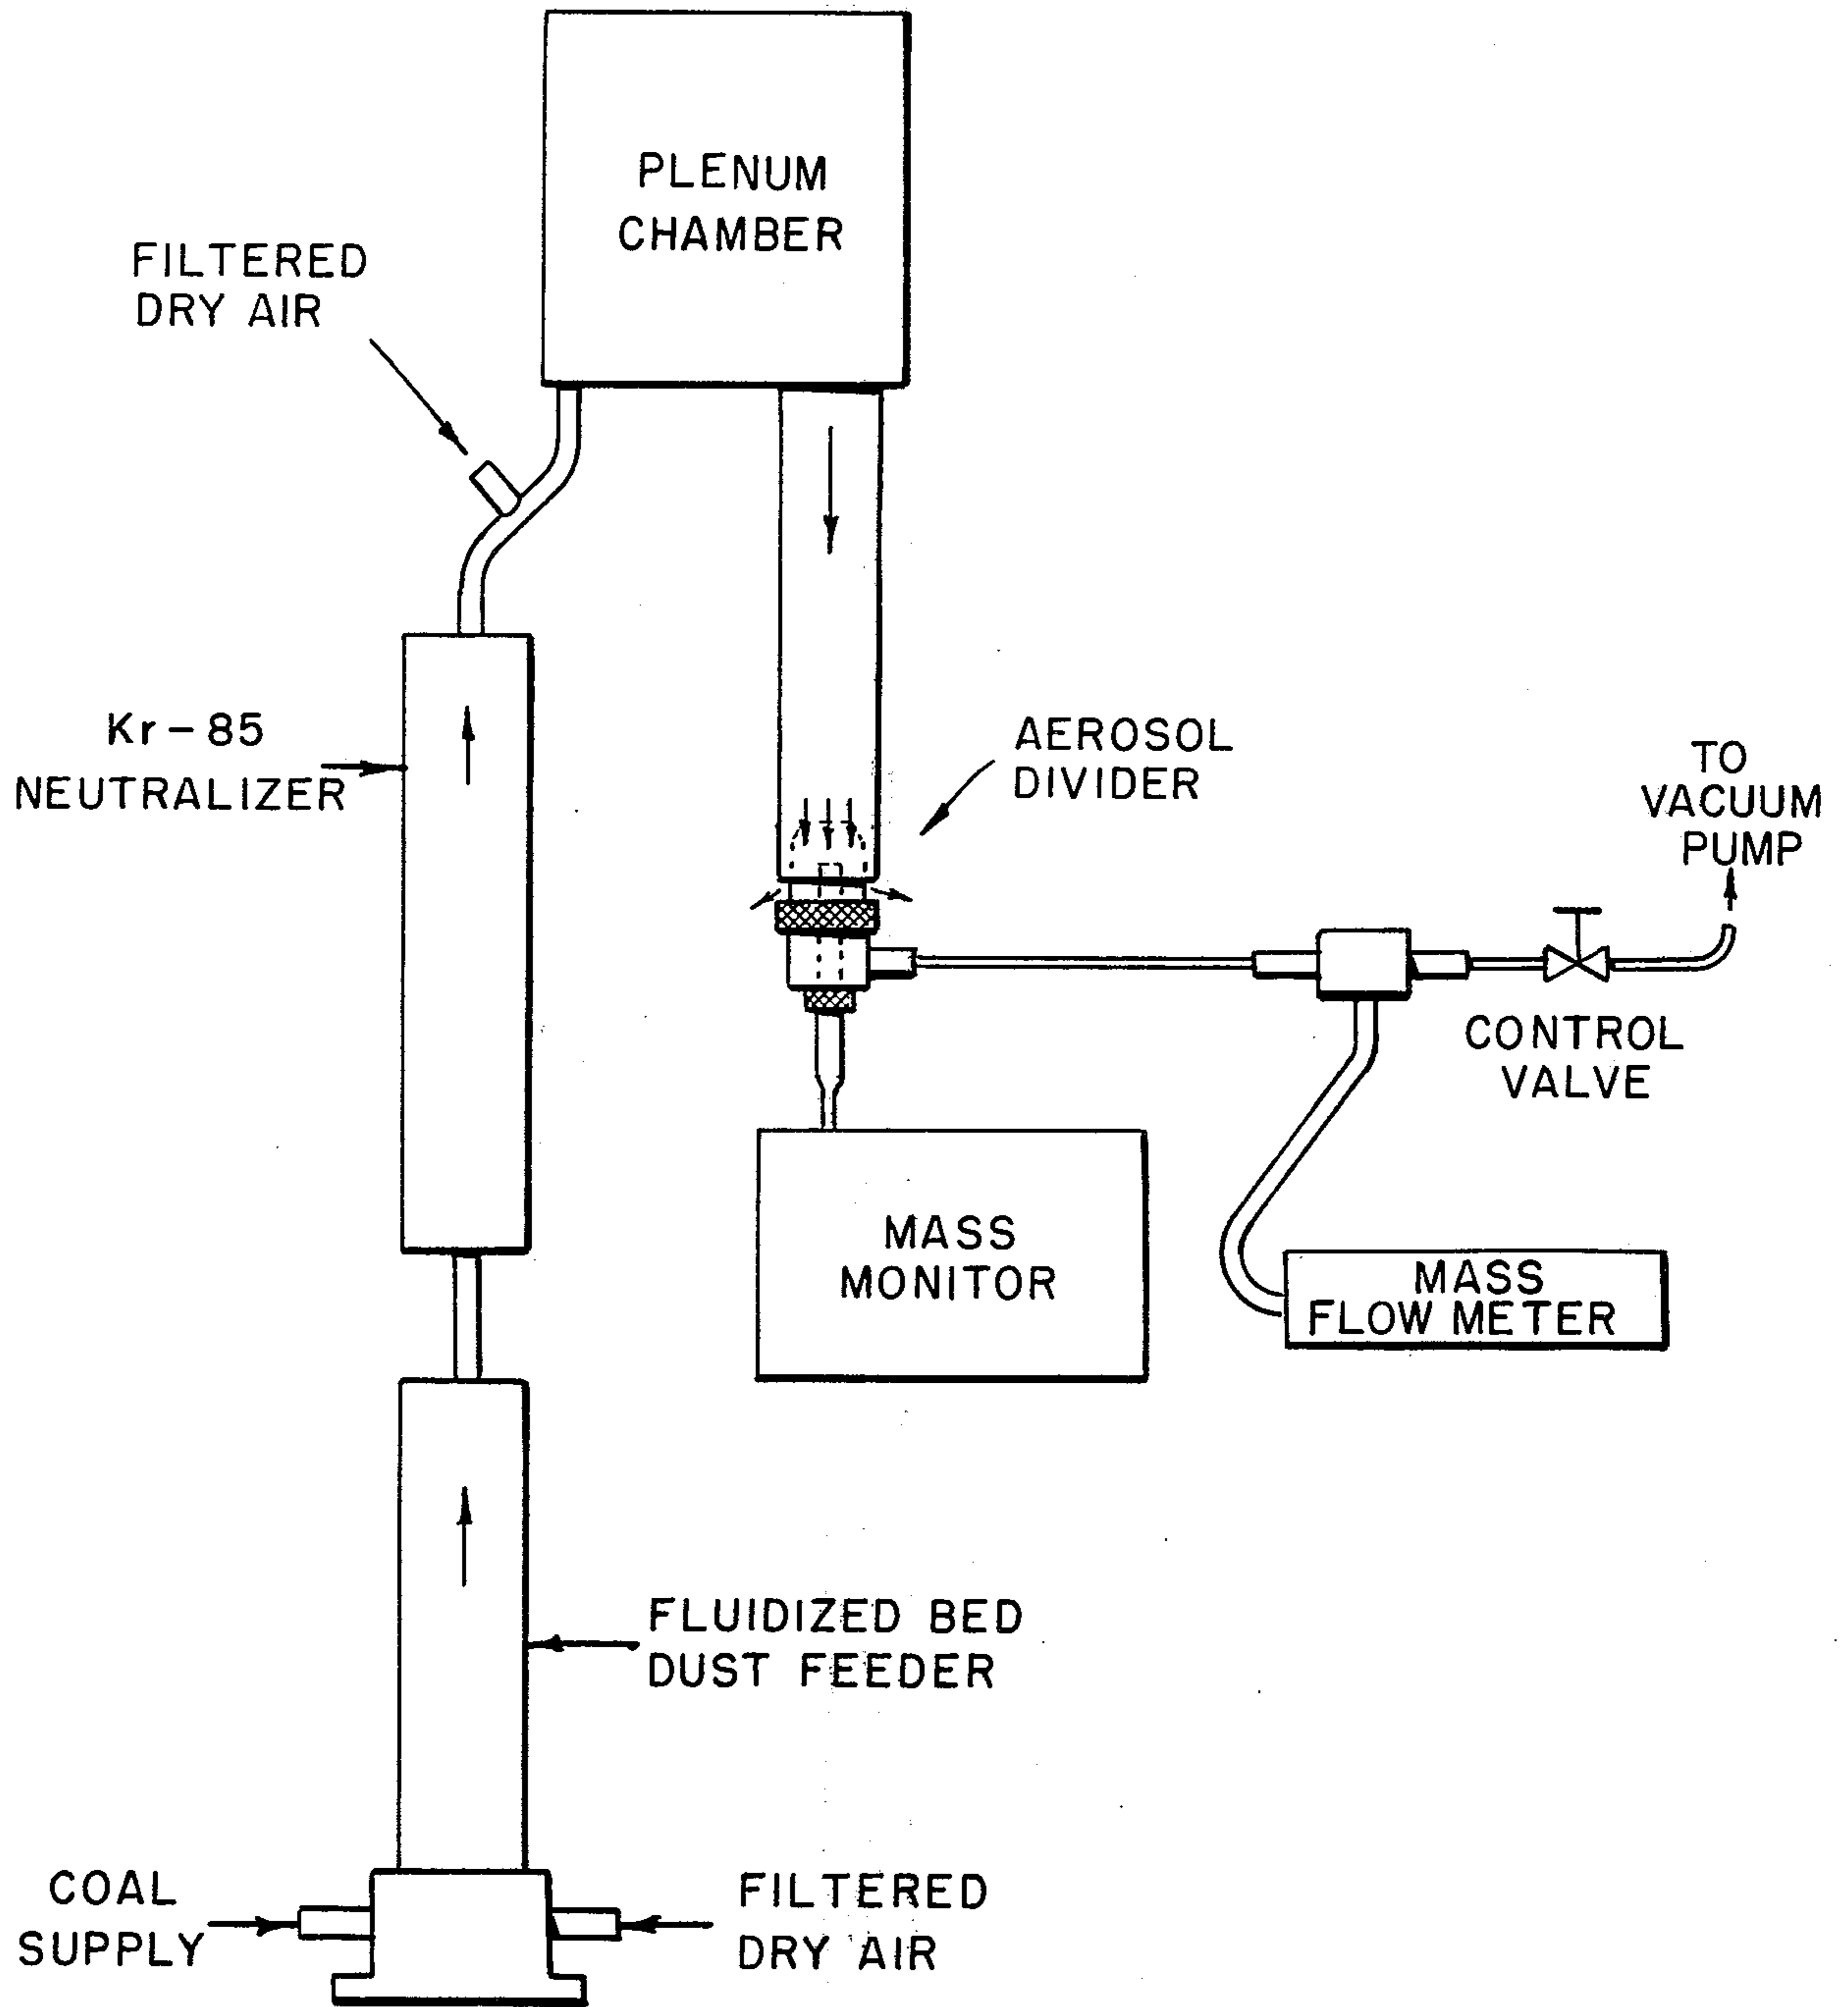 PLENUM
CHAMBER
FILTERED
DRY AIR
Kr-85
NEUTRALIZER
AEROSOL
DIVIDER
TO
VACUUM
PUMP
CONTROL
VALVE
MASS
MONITOR
MASS
FLOW METER
FLUIDIZED BED
DUST FEEDER
COAL
SUPPLY
FILTERED
DRY AIR